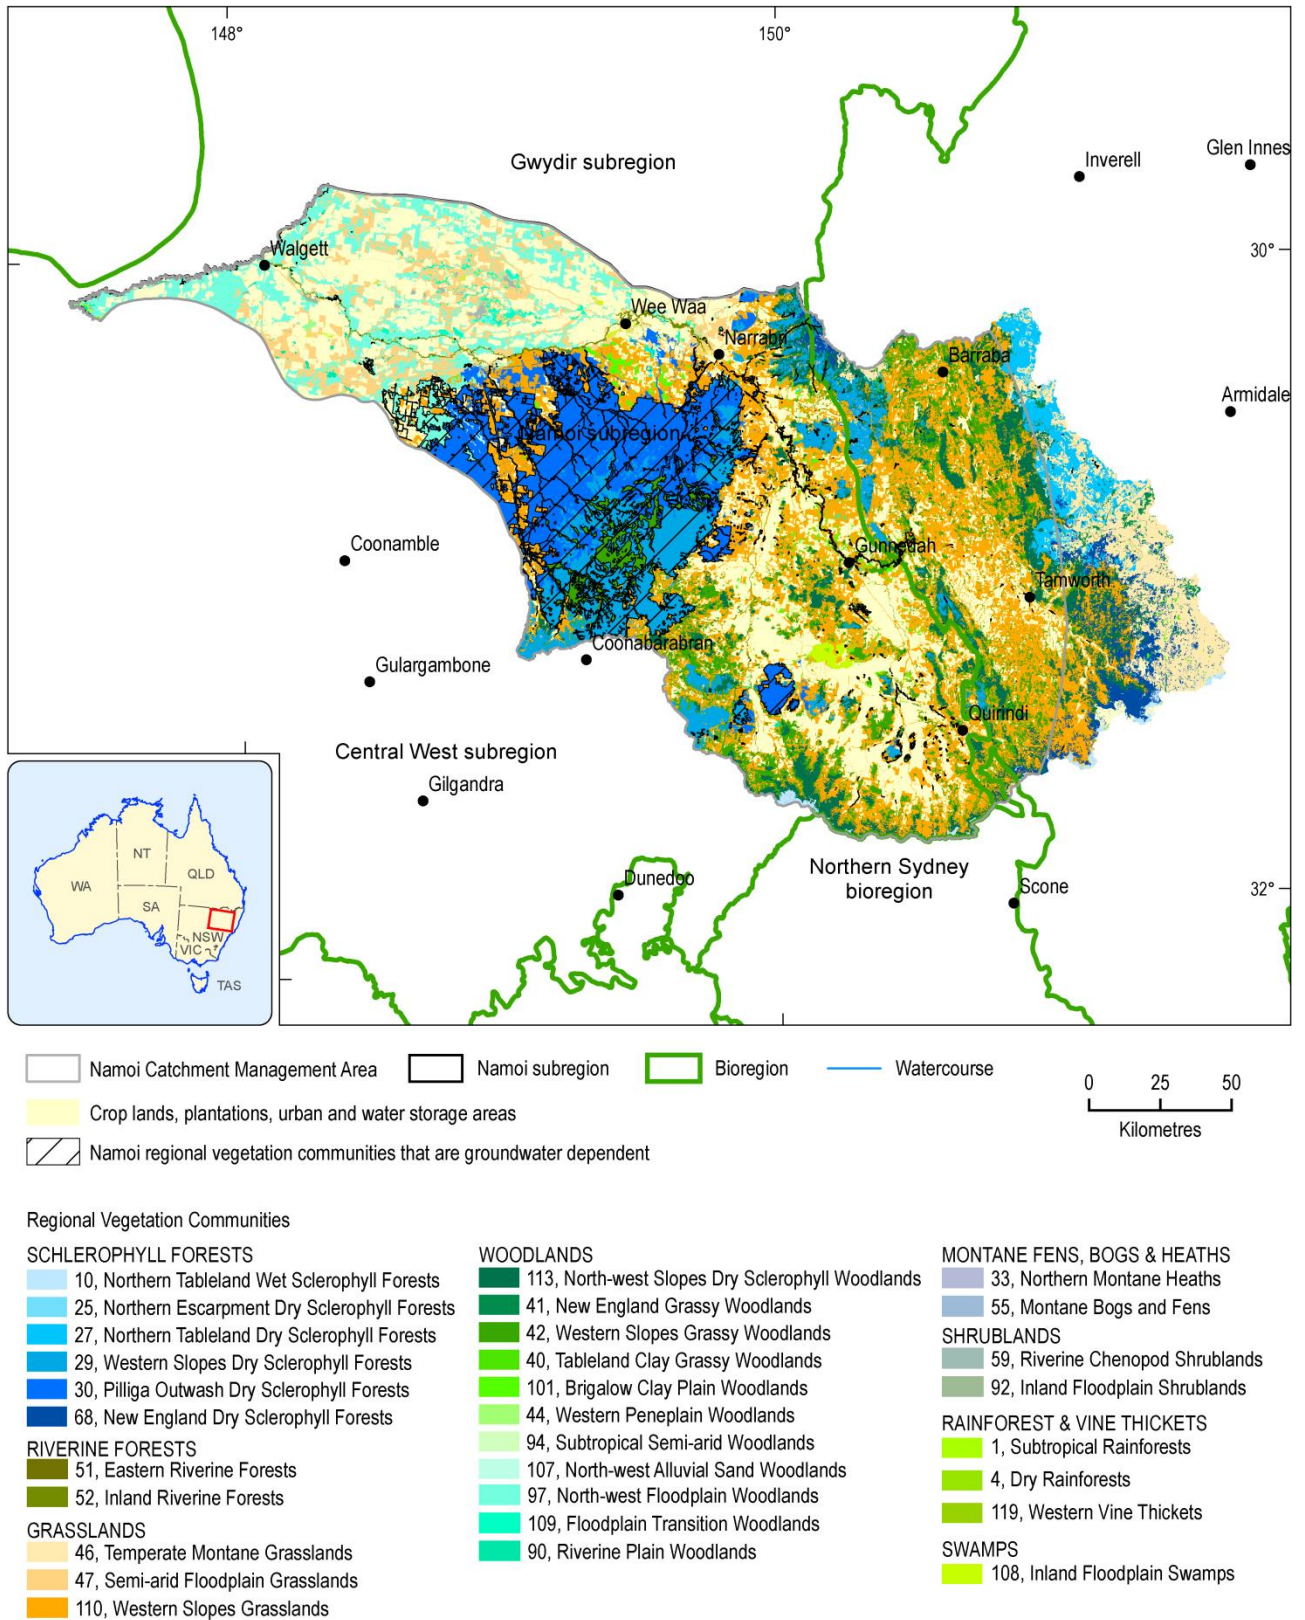 148°
150°
Gwydir subregion
Inverell
Glen Innes
30°
Walgett
Wee Waa
Narrabri
Barraba
Armidale
Namoi subregion
Coonamble
Gunnedah
Tamworth
Coonabarabran
Gulargambone
Quirindi
Central West subregion
Gilgandra
Northern Sydney
bioregion
Dunedoo
Scone
32°
NT
WA
QLD
SA
NSW
VIC
TAS
Namoi Catchment Management Area
Namoi subregion
Bioregion
Watercourse
0 25 50
Kilometres
Crop lands, plantations, urban and water storage areas
Namoi regional vegetation communities that are groundwater dependent
Regional Vegetation Communities
SCHLEROPHYLL FORESTS
10, Northern Tableland Wet Sclerophyll Forests
25, Northern Escarpment Dry Sclerophyll Forests
27, Northern Tableland Dry Sclerophyll Forests
29, Western Slopes Dry Sclerophyll Forests
30, Pilliga Outwash Dry Sclerophyll Forests
68, New England Dry Sclerophyll Forests
RIVERINE FORESTS
51, Eastern Riverine Forests
52, Inland Riverine Forests
GRASSLANDS
46, Temperate Montane Grasslands
47, Semi-arid Floodplain Grasslands
110, Western Slopes Grasslands
WOODLANDS
113, North-west Slopes Dry Sclerophyll Woodlands
41, New England Grassy Woodlands
42, Western Slopes Grassy Woodlands
40, Tableland Clay Grassy Woodlands
101, Brigalow Clay Plain Woodlands
44, Western Peneplain Woodlands
94, Subtropical Semi-arid Woodlands
107, North-west Alluvial Sand Woodlands
97, North-west Floodplain Woodlands
109, Floodplain Transition Woodlands
90, Riverine Plain Woodlands
MONTANE FENS, BOGS & HEATHS
33, Northern Montane Heaths
55, Montane Bogs and Fens
SHRUBLANDS
59, Riverine Chenopod Shrublands
92, Inland Floodplain Shrublands
RAINFOREST & VINE THICKETS
1, Subtropical Rainforests
4, Dry Rainforests
119, Western Vine Thickets
SWAMPS
108, Inland Floodplain Swamps